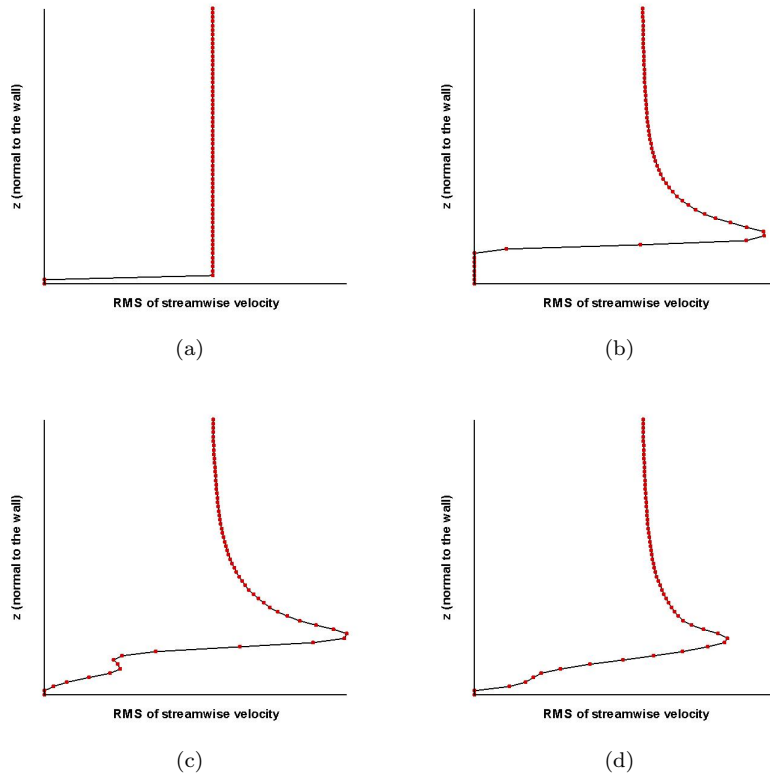 z (normal to the wall)
RMS of streamwise velocity
(a)
z (normal to the wall)
RMS of streamwise velocity
(b)
z (normal to the wall)
RMS of streamwise velocity
(c)
z (normal to the wall)
RMS of streamwise velocity
(d)